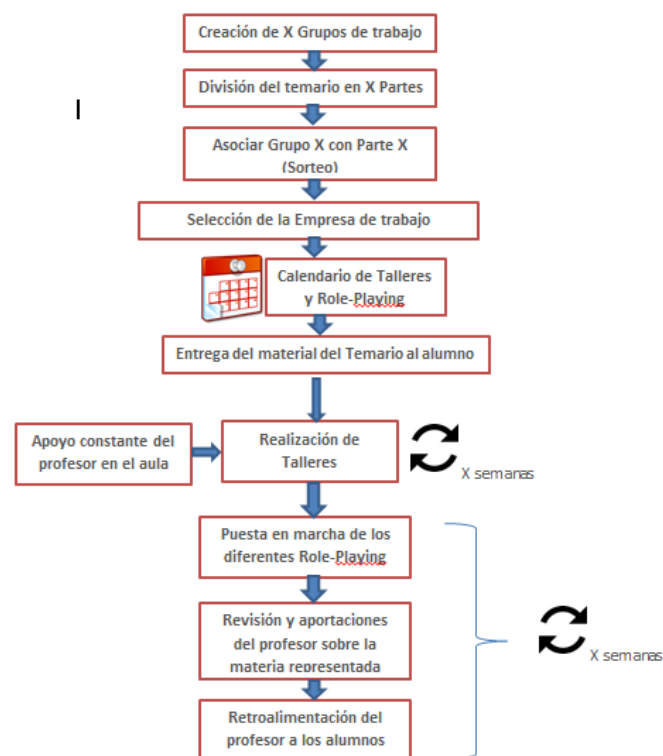 Creación de X Grupos de trabajo
División del temario en X Partes
Asociar Grupo X con Parte X
(Sorteo)
Selección de la Empresa de trabajo
Calendario de Talleres
y Role-Playing
Entrega del material del Temario al alumno
Apoyo constante del
profesor en el aula
Realización de
Talleres
X semanas
Puesta en marcha de los
diferentes Role-Playing
Revisión y aportaciones
del profesor sobre la
materia representada
X semanas
Retroalimentación del
profesor a los alumnos